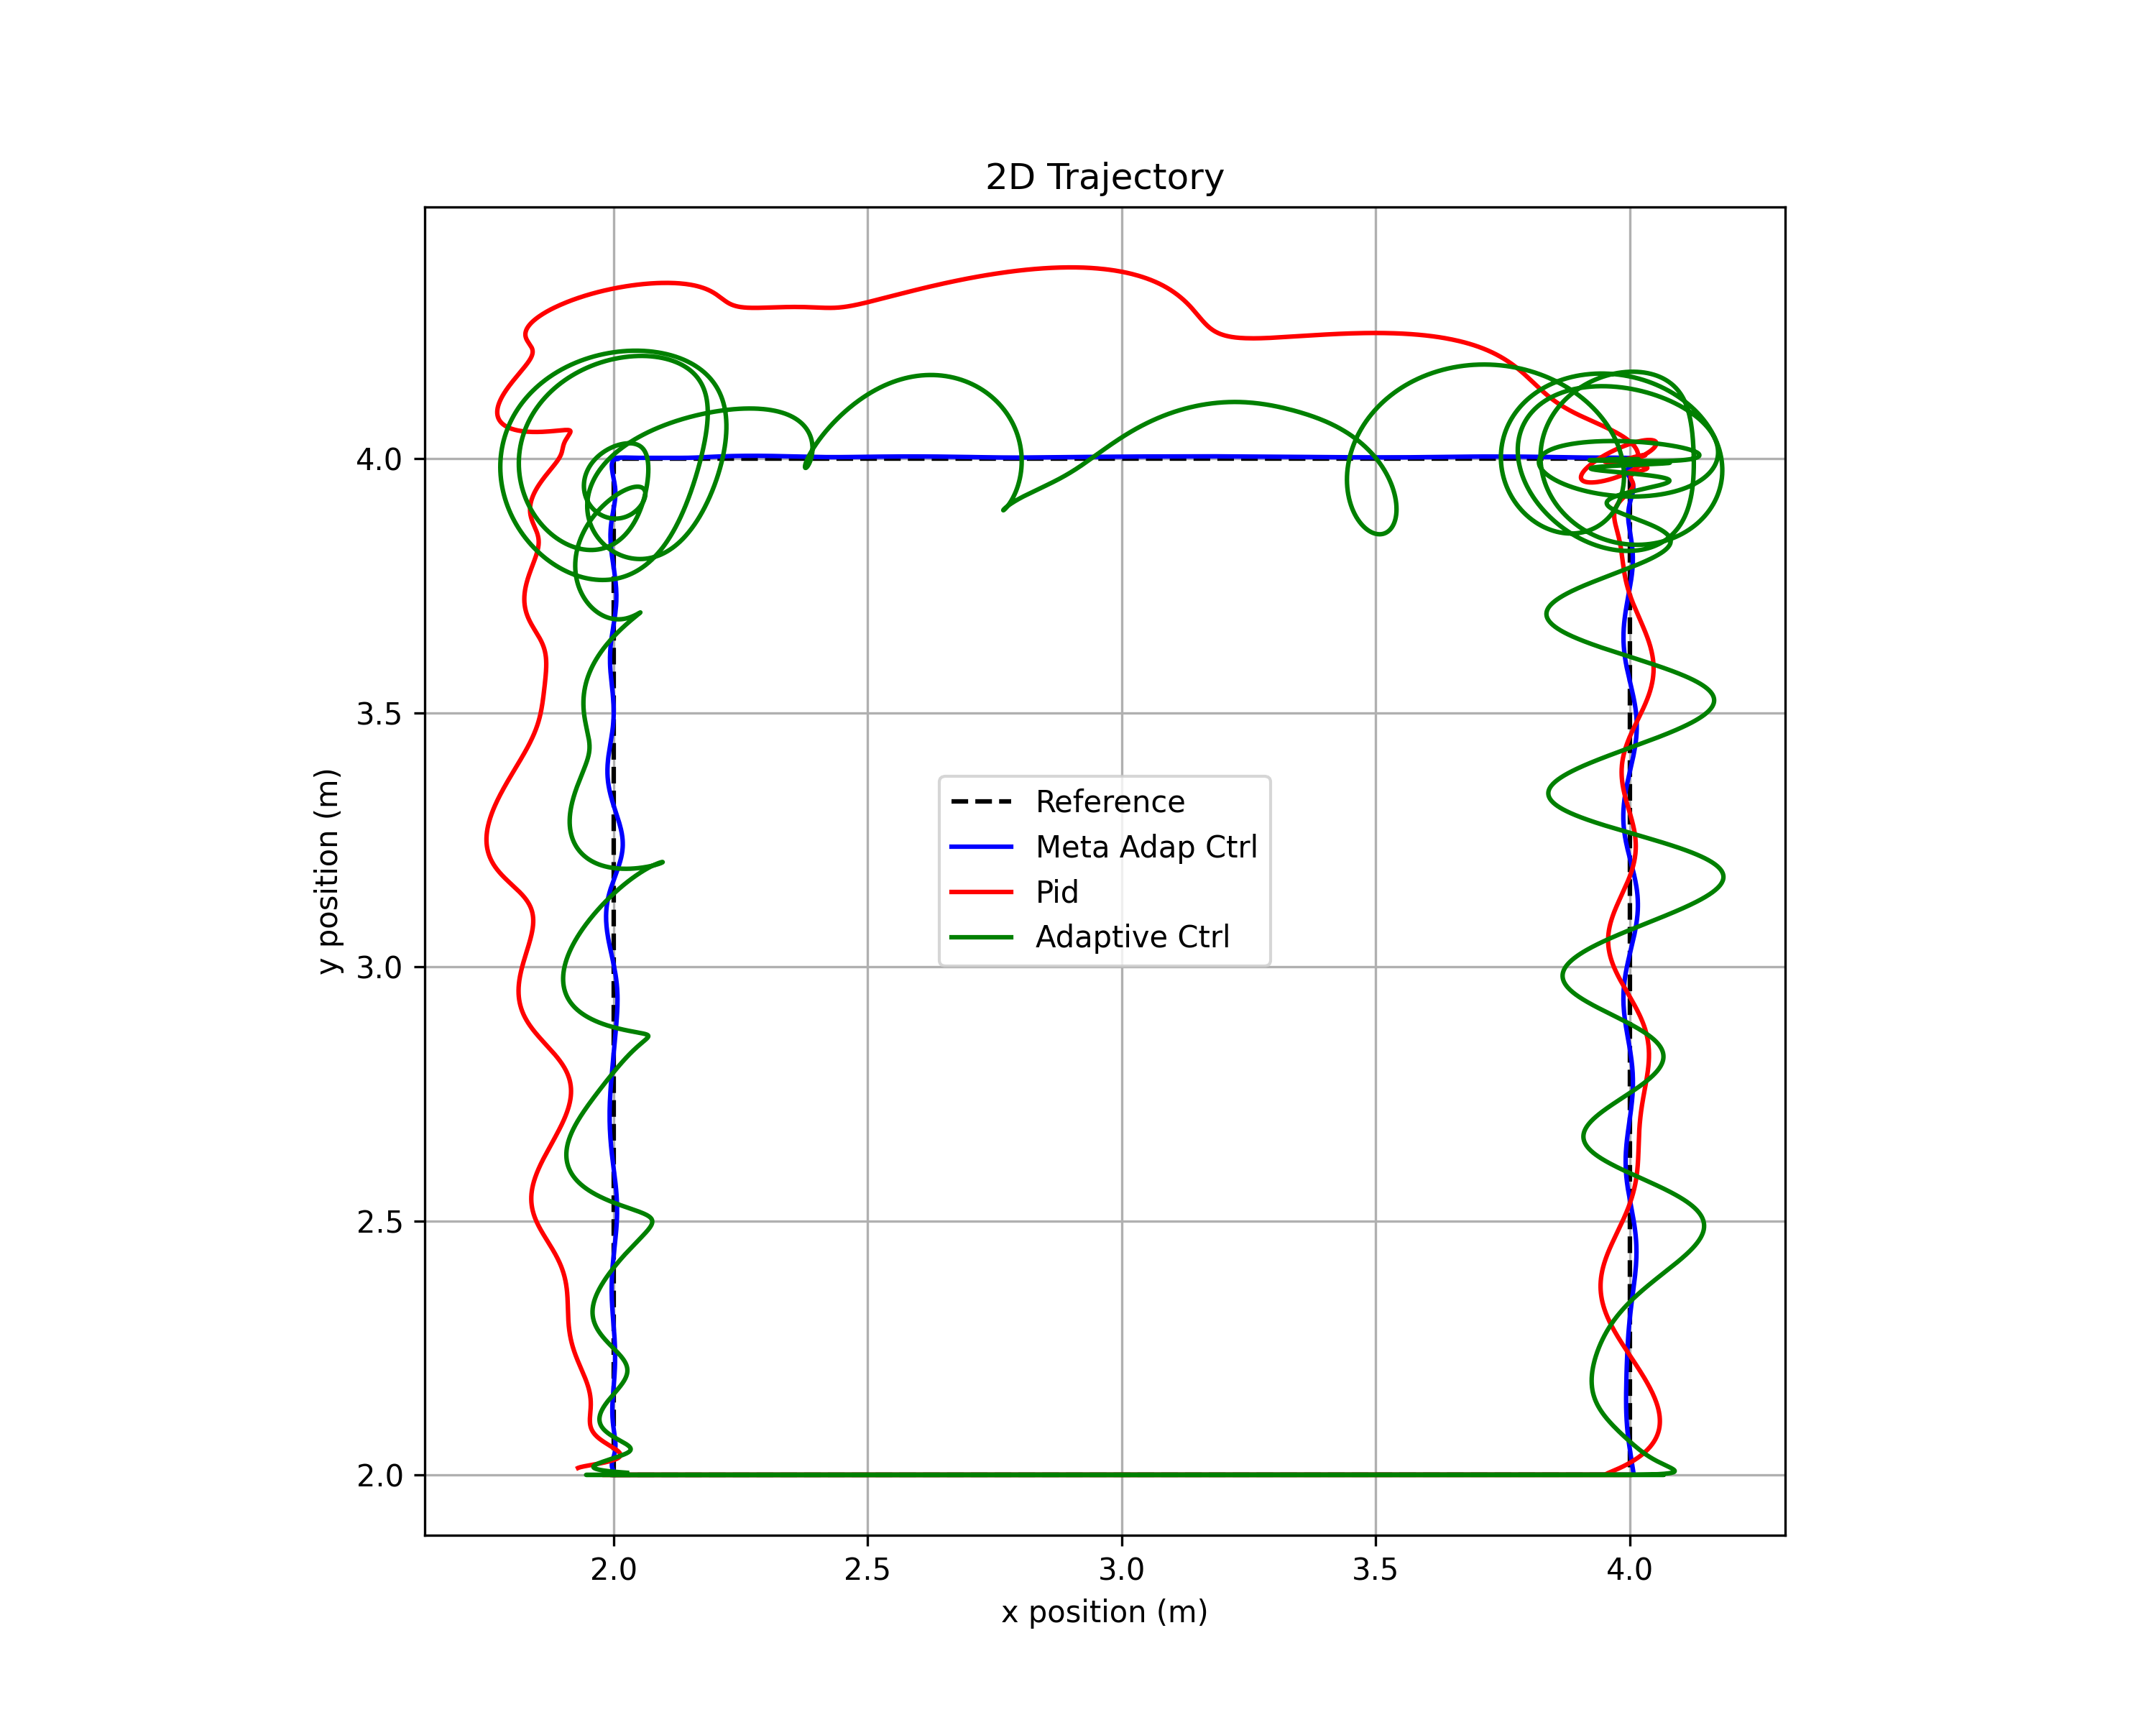 2D Trajectory
y position (m)
4.0
3.5
3.0
2.5
2.0
Reference
Meta Adap Ctrl
Pid
Adaptive Ctrl
2.0 2.5 3.0 3.5 4.0
x position (m)